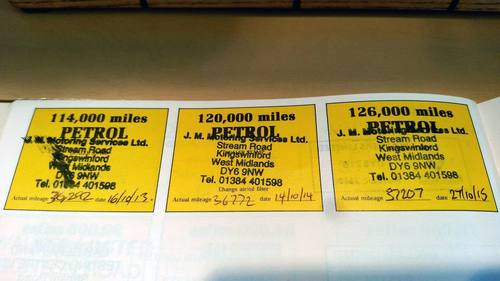 114,000 miles
PETROL
J. M. Motoring Services Ltd.
Stream Road
Kingswinford
West Midlands
DY6 9NW
Tel. 01384 401598
Actual mileage date 16/10/13.
120,000 miles
PETROL
J. M. Motoring Services Ltd.
Stream Road
Kingswinford
West Midlands
DY6 9NW
Tel. 01384 401598
Change air/oil filter
Actual mileage 36772 date 14/10/14
126,000 miles
PETROL
J. M. Motoring Services Ltd.
Stream Road
Kingswinford
West Midlands
DY6 9NW
Tel. 01384 401598
Actual mileage 37207 date 27/10/15